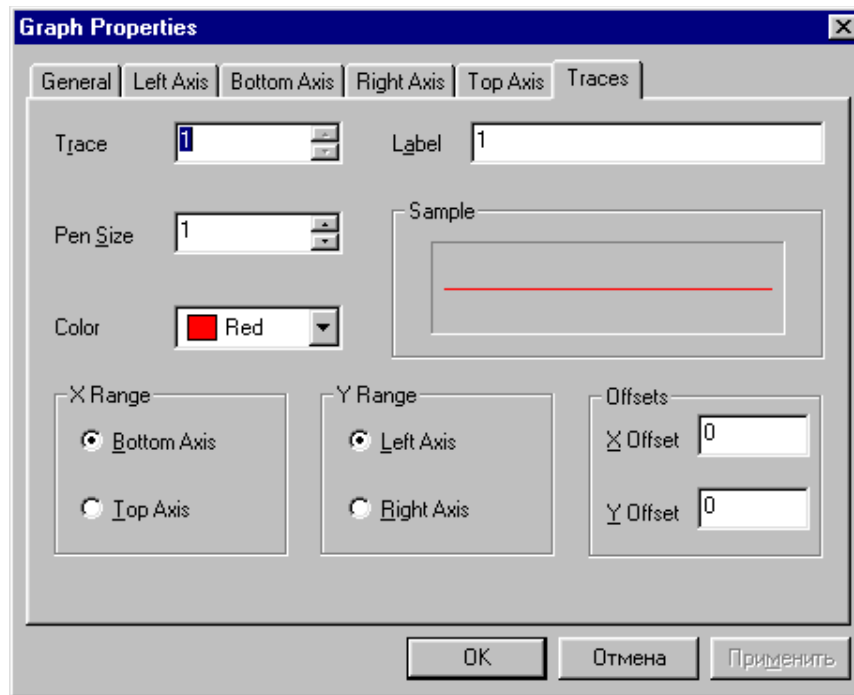 Graph Properties
General Left Axis Bottom Axis Right Axis Top Axis Traces
Trace 1 Label 1
Pen Size 1 Sample
Color Red
X Range Y Range Offsets
Bottom Axis Left Axis X Offset 0
Top Axis Right Axis Y Offset 0
OK Отмена Применить